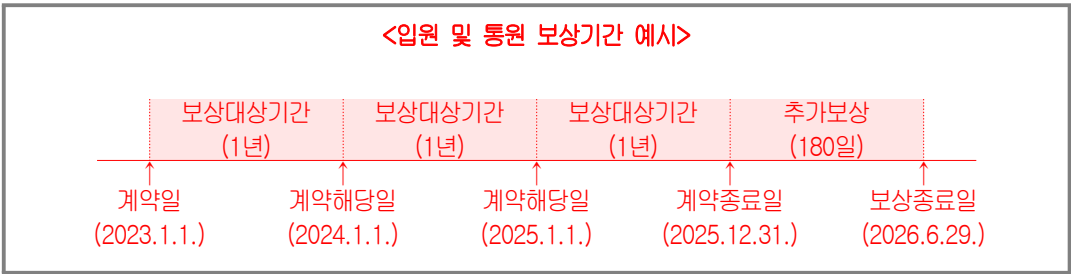 <입원 및 통원 보상기간 예시>
보상대상기간 보상대상기간 보상대상기간 추가보상
(1년) (1년) (1년) (180일)
계약일 계약해당일 계약해당일 계약종료일 보상종료일
(2023.1.1.) (2024.1.1.) (2025.1.1.) (2025.12.31.) (2026.6.29.)